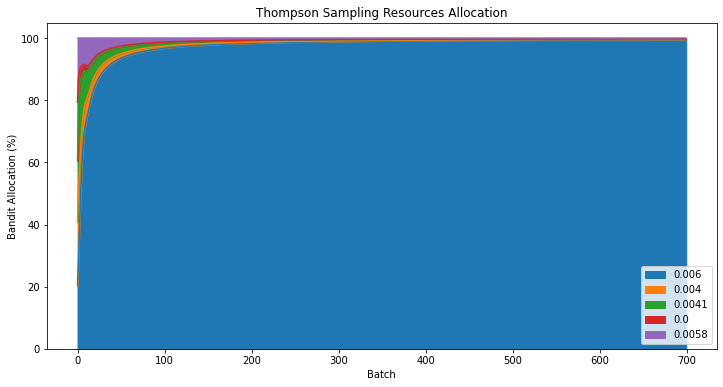 Thompson Sampling Resources Allocation
100
80
60
40
20
0
Bandit Allocation (%)
0.006
0.004
0.0041
0.0
0.0058
0 100 200 300 400 500 600 700
Batch